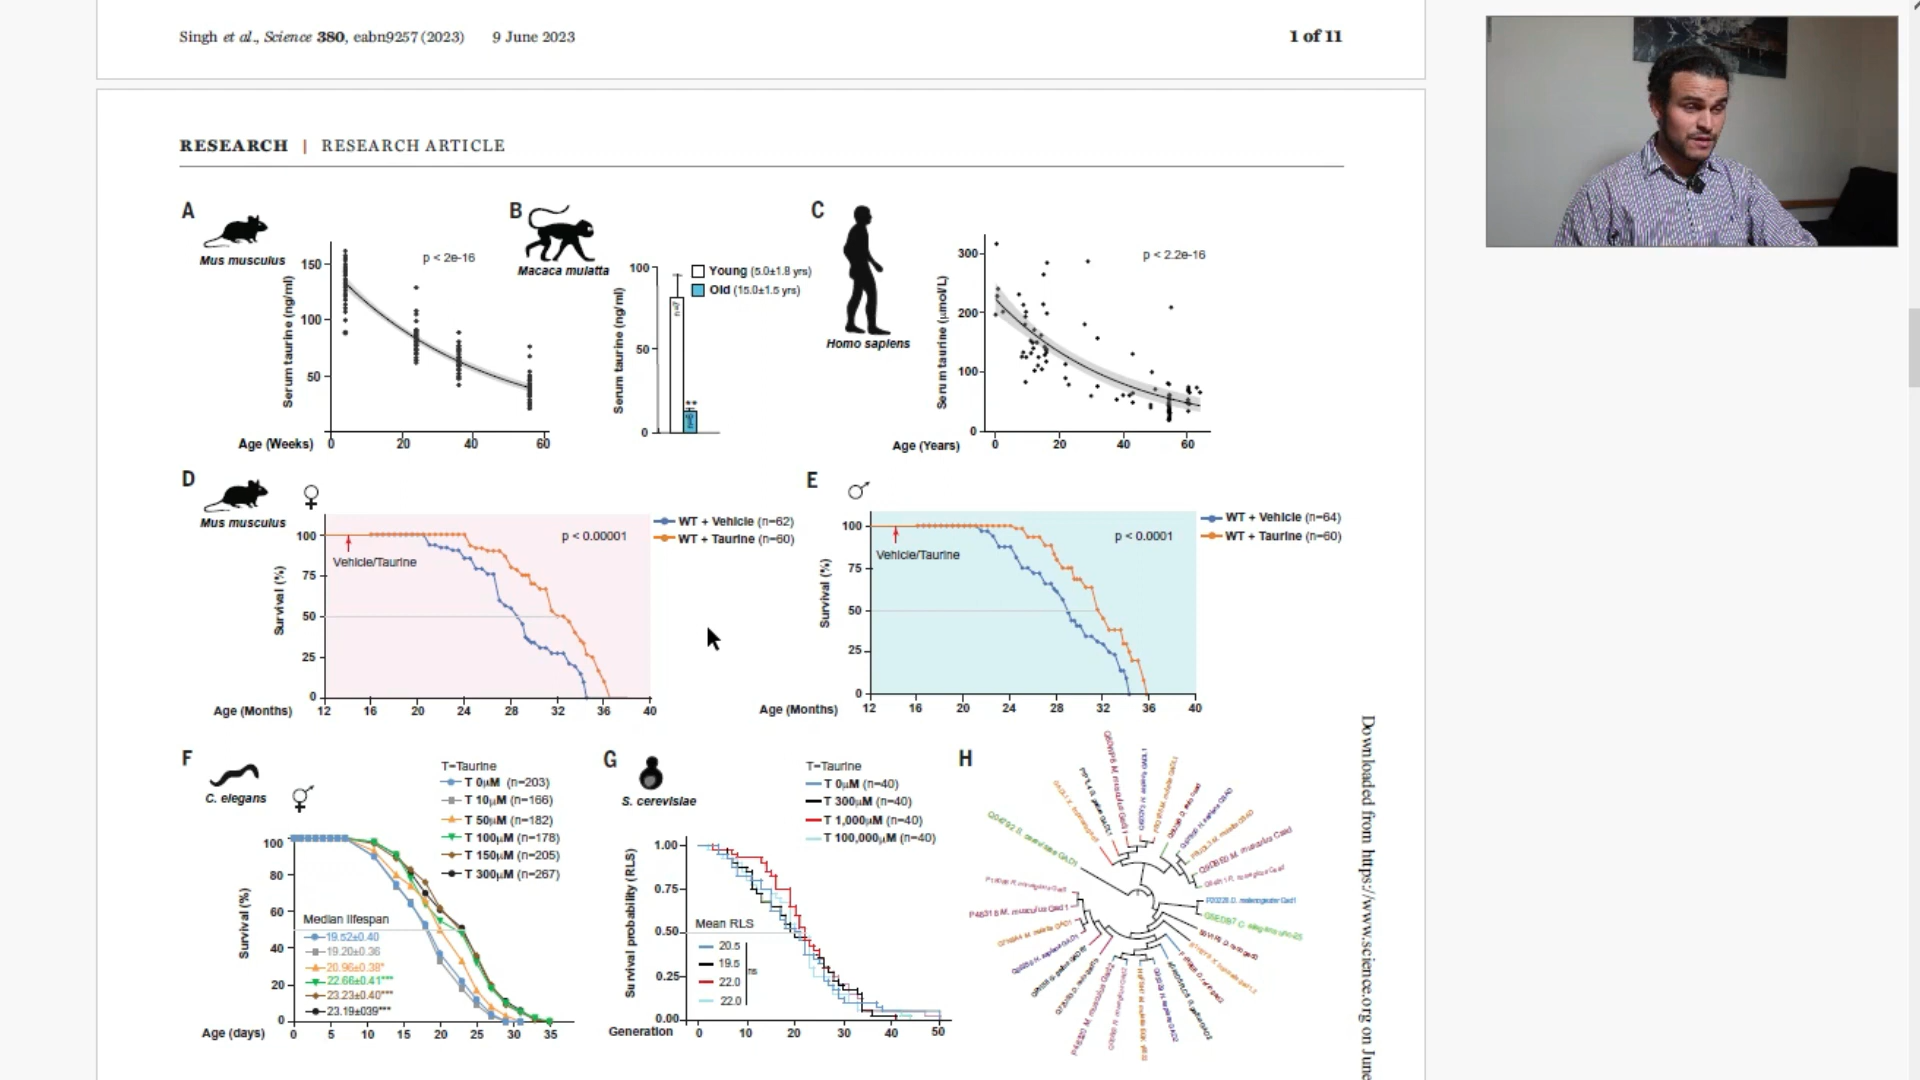 Singh et al., Science 380, eabn9257 (2023) 9 June 2023
1 of 11
RESEARCH | RESEARCH ARTICLE
A
Mus musculus
p < 2e-16
Serum taurine (ng/ml)
150
100
50
Age (Weeks) 0 20 40 60
B
Macaca mulatta
Young (5.0±1.8 yrs)
Old (15.0±1.5 yrs)
Serum taurine (ng/ml)
100
50
0
**
C
Homo sapiens
p < 2.2e-16
Serum taurine (µmol/L)
300
200
100
0
Age (Years) 0 20 40 60
D
Mus musculus
♀
WT + Vehicle (n=62)
WT + Taurine (n=60)
p < 0.00001
Vehicle/Taurine
Survival (%)
100
75
50
25
0
Age (Months) 12 16 20 24 28 32 36 40
E
♂
WT + Vehicle (n=64)
WT + Taurine (n=60)
p < 0.0001
Vehicle/Taurine
Survival (%)
100
75
50
25
0
Age (Months) 12 16 20 24 28 32 36 40
F
C. elegans
T=Taurine
T 0µM (n=203)
T 10µM (n=166)
T 50µM (n=182)
T 100µM (n=178)
T 150µM (n=205)
T 300µM (n=267)
Survival (%)
100
80
60
40
20
0
Median lifespan
19.52±0.40
19.20±0.36
20.96±0.38*
22.66±0.41***
23.23±0.40***
23.19±039***
Age (days) 0 5 10 15 20 25 30 35
G
S. cerevisiae
T=Taurine
T 0µM (n=40)
T 300µM (n=40)
T 1,000µM (n=40)
T 100,000µM (n=40)
Survival probability (RLS)
1.00
0.75
0.50
0.25
0.00
Mean RLS
20.5
19.5
22.0
22.0
ns
Generation 0 10 20 30 40 50
H
Downloaded from https://www.science.org on June